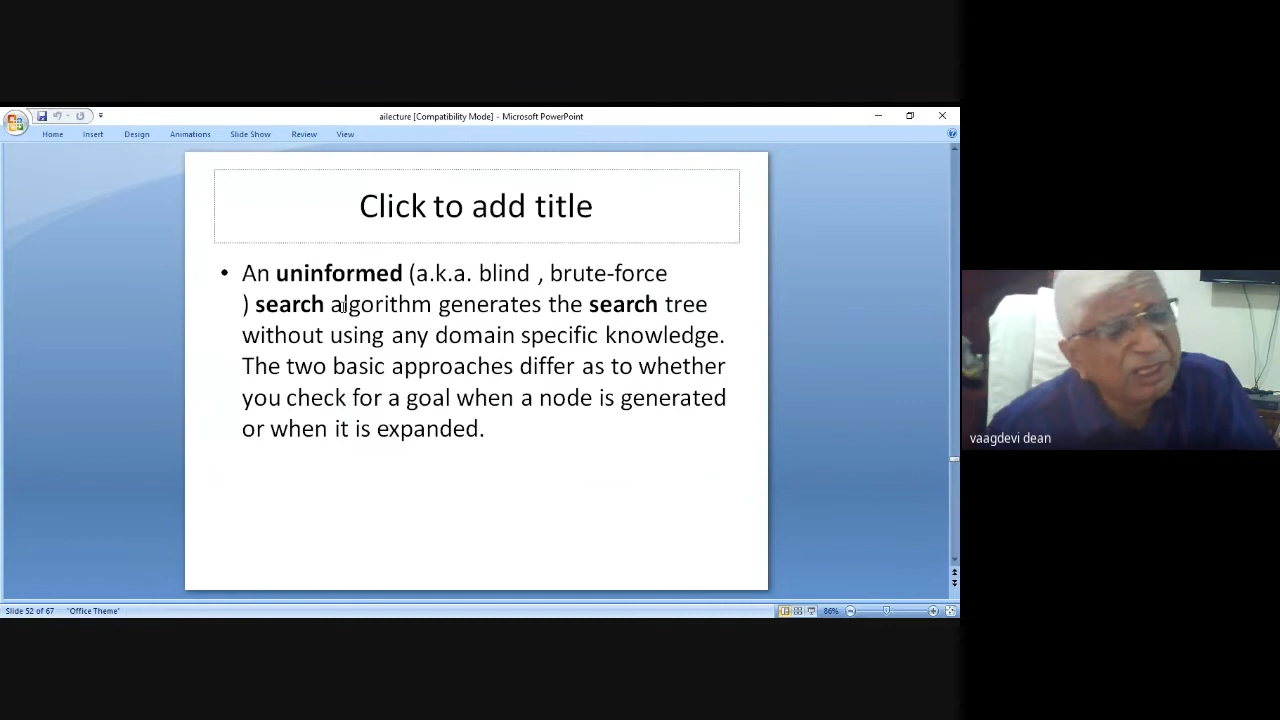 ailecture [Compatibility Mode] - Microsoft PowerPoint
Home Insert Design Animations Slide Show Review View
Click to add title
• An uninformed (a.k.a. blind , brute-force
) search algorithm generates the search tree
without using any domain specific knowledge.
The two basic approaches differ as to whether
you check for a goal when a node is generated
or when it is expanded.
vaagdevi dean
Slide 52 of 67 "Office Theme" 86%